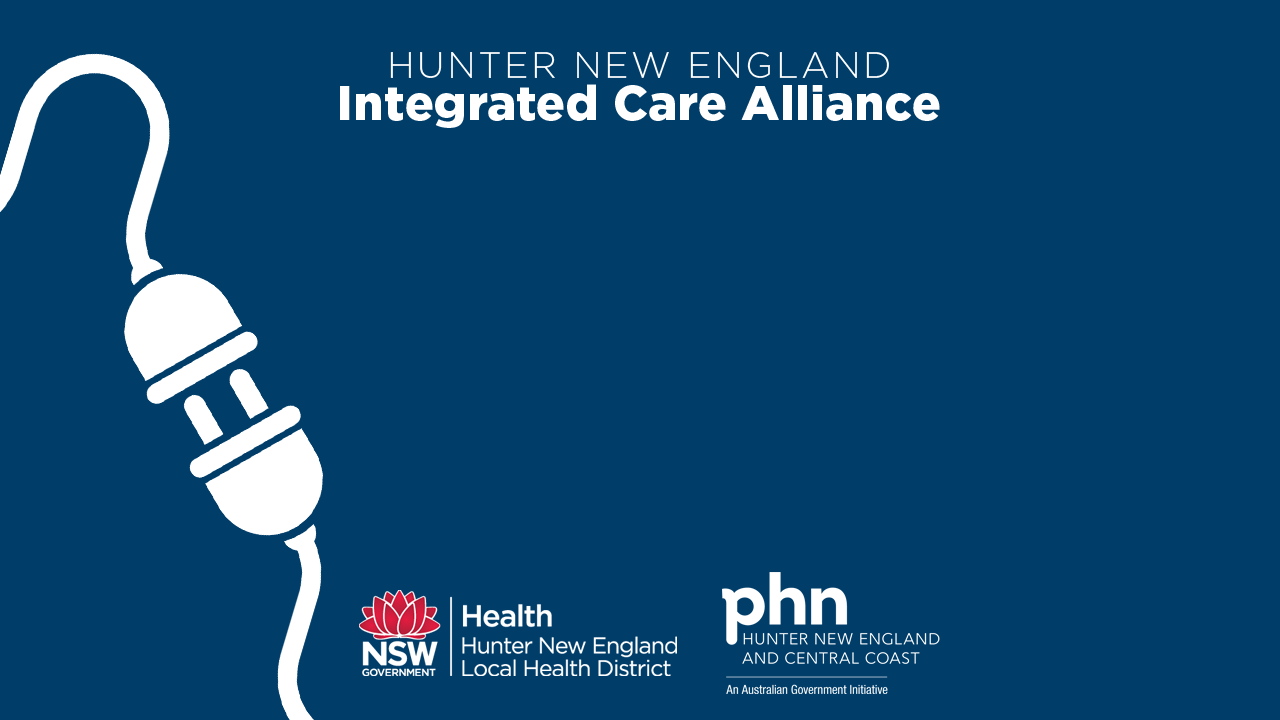 HUNTER NEW ENGLAND
Integrated Care Alliance
NSW
GOVERNMENT
Health
Hunter New England
Local Health District
phn
HUNTER NEW ENGLAND
AND CENTRAL COAST
An Australian Government Initiative